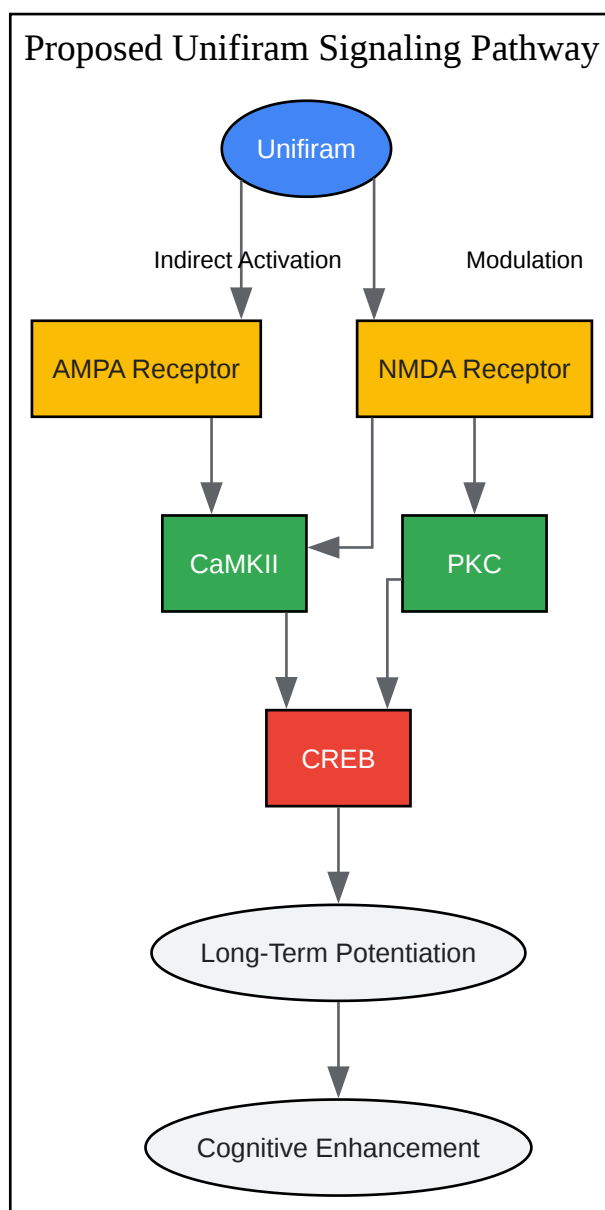 Proposed Unifiram Signaling Pathway
Unifiram
Indirect Activation
Modulation
AMPA Receptor
NMDA Receptor
CaMKII
PKC
CREB
Long-Term Potentiation
Cognitive Enhancement